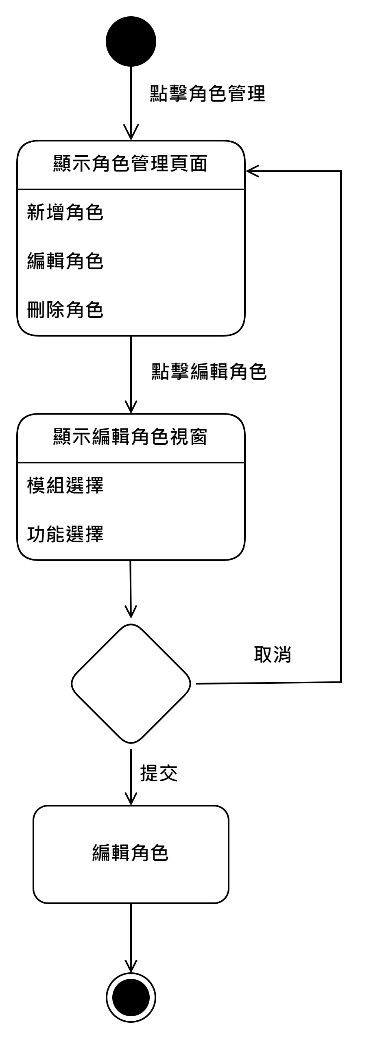 點擊角色管理
顯示角色管理頁面
新增角色
編輯角色
刪除角色
點擊編輯角色
顯示編輯角色視窗
模組選擇
功能選擇
取消
提交
編輯角色